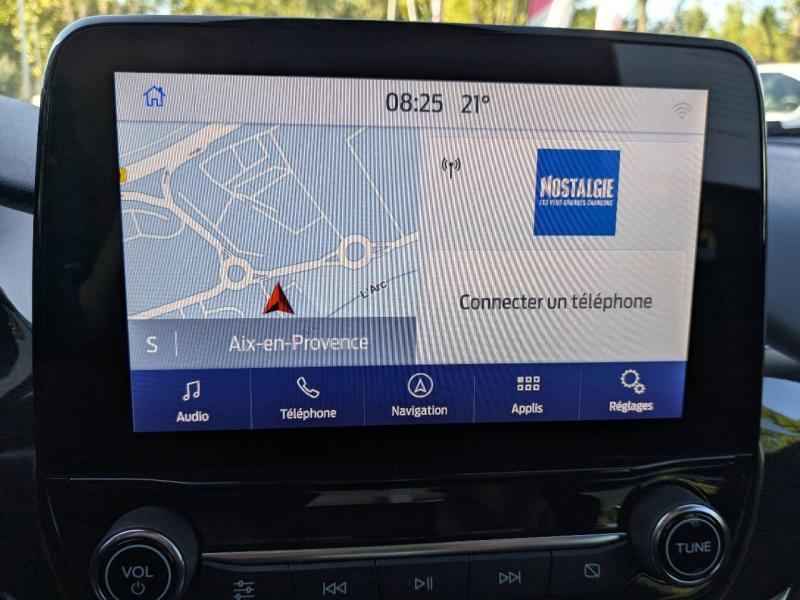 08:25 21°
NOSTALGIE
LES PLUS GRANDES CHANSONS
L'Arc
Connecter un téléphone
S | Aix-en-Provence
Audio
Téléphone
Navigation
Applis
Réglages
VOL
TUNE